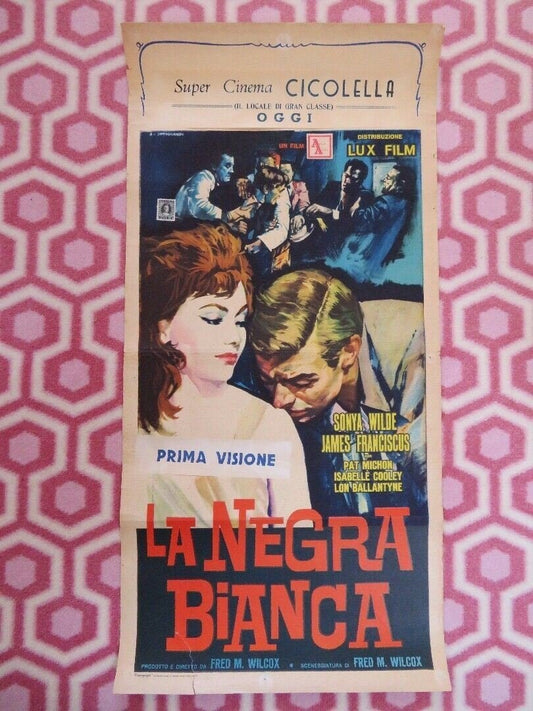 Super Cinema CICOLELLA
(IL LOCALE DI GRAN CLASSE)
OGGI
UN FILM
DISTRIBUZIONE
LUX FILM
SONYA WILDE
JAMES FRANCISCUS
PAT MICHON
ISABELLE COOLEY
LON BALLANTYNE
PRIMA VISIONE
LA NEGRA
BIANCA
PRODOTTO E DIRETTO DA FRED M. WILCOX • SCENEGGIATURA DI FRED M. WILCOX